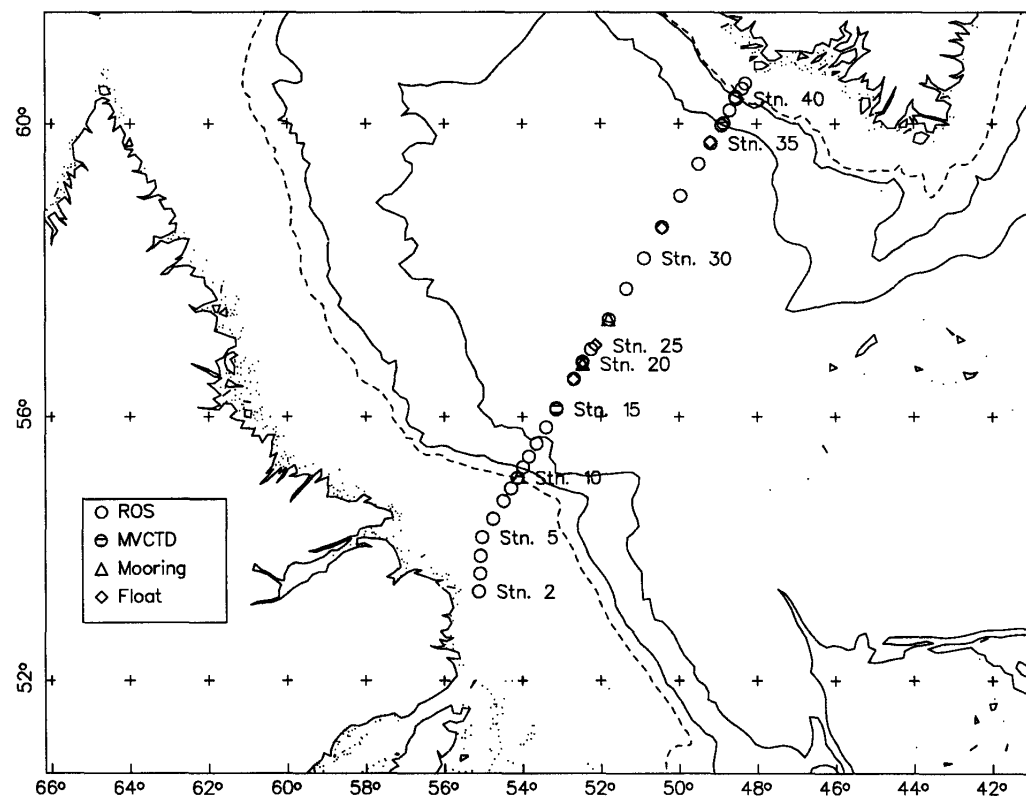 60°
Stn. 40
Stn. 35
Stn. 30
Stn. 25
Stn. 20
56°
Stn. 15
Stn. 10
ROS
MVCTD
Mooring
Float
Stn. 5
Stn. 2
52°
66° 64° 62° 60° 58° 56° 54° 52° 50° 48° 46° 44° 42°